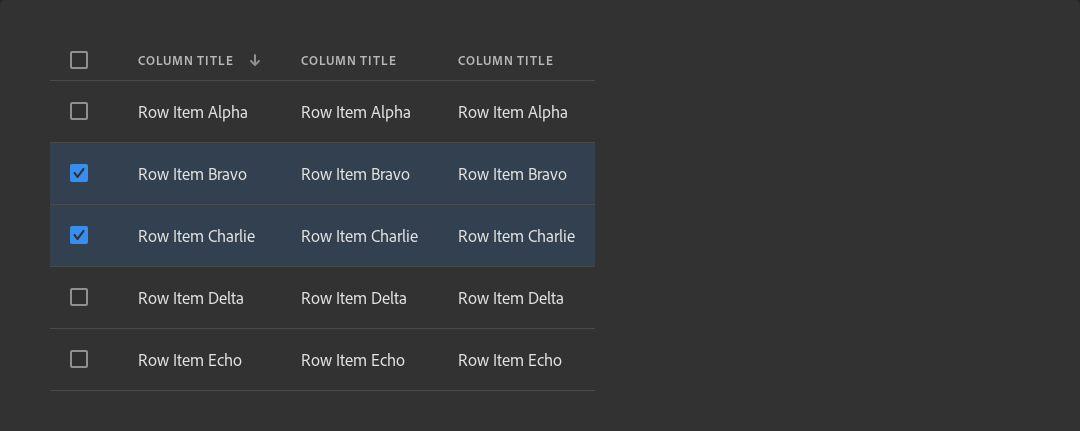 COLUMN TITLE COLUMN TITLE COLUMN TITLE
Row Item Alpha Row Item Alpha Row Item Alpha
Row Item Bravo Row Item Bravo Row Item Bravo
Row Item Charlie Row Item Charlie Row Item Charlie
Row Item Delta Row Item Delta Row Item Delta
Row Item Echo Row Item Echo Row Item Echo